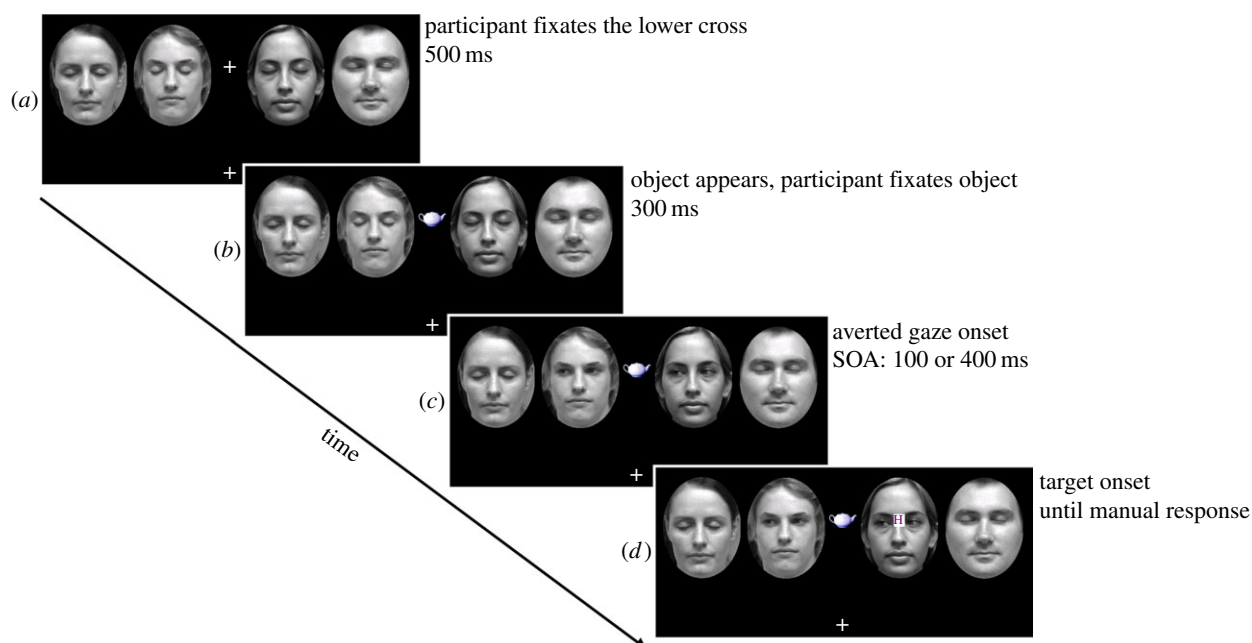 participant fixates the lower cross
500 ms
(a)
object appears, participant fixates object
300 ms
(b)
averted gaze onset
SOA: 100 or 400 ms
(c)
time
target onset
until manual response
H
(d)